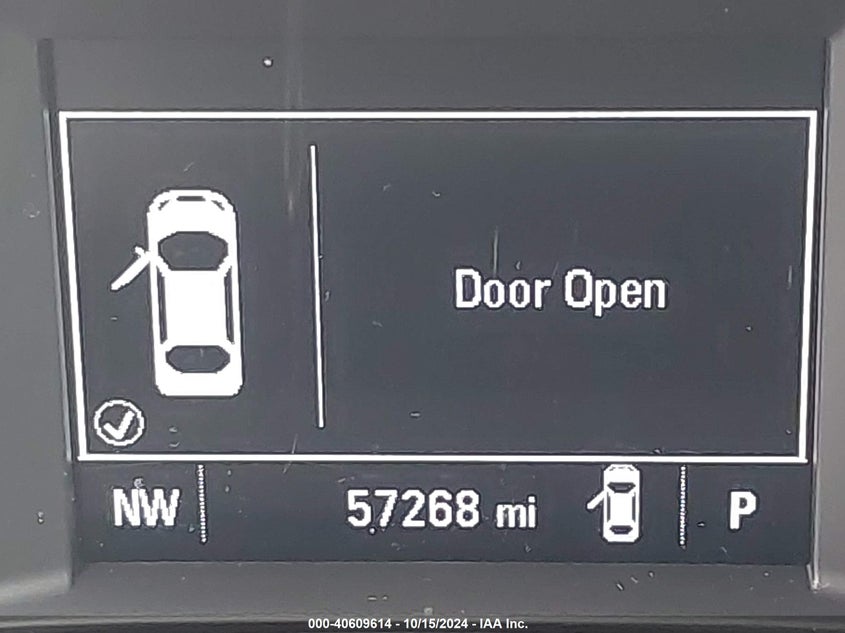 Door Open
NW 57268 mi P
000-40609614 - 10/15/2024 - IAA Inc.